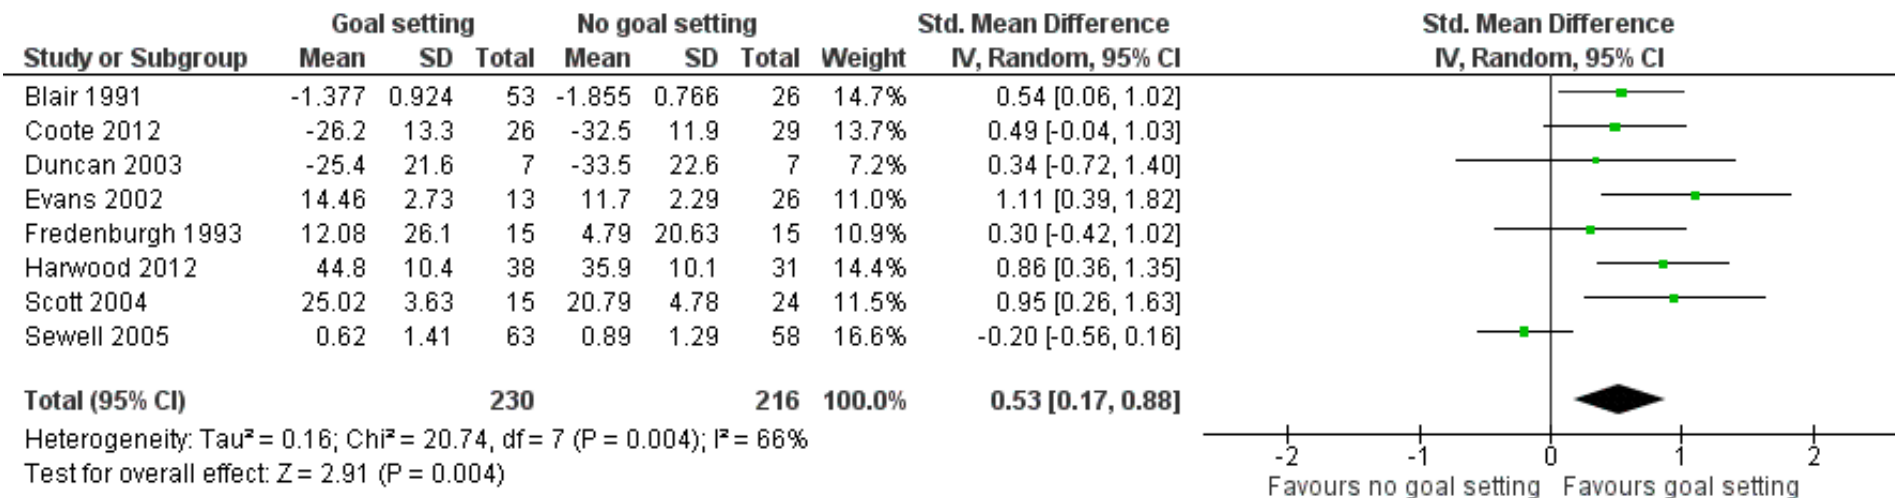 Goal setting No goal setting Std. Mean Difference Std. Mean Difference
Study or Subgroup Mean SD Total Mean SD Total Weight IV, Random, 95% CI IV, Random, 95% CI
Blair 1991 -1.377 0.924 53 -1.855 0.766 26 14.7% 0.54 [0.06, 1.02]
Coote 2012 -26.2 13.3 26 -32.5 11.9 29 13.7% 0.49 [-0.04, 1.03]
Duncan 2003 -25.4 21.6 7 -33.5 22.6 7 7.2% 0.34 [-0.72, 1.40]
Evans 2002 14.46 2.73 13 11.7 2.29 26 11.0% 1.11 [0.39, 1.82]
Fredenburgh 1993 12.08 26.1 15 4.79 20.63 15 10.9% 0.30 [-0.42, 1.02]
Harwood 2012 44.8 10.4 38 35.9 10.1 31 14.4% 0.86 [0.36, 1.35]
Scott 2004 25.02 3.63 15 20.79 4.78 24 11.5% 0.95 [0.26, 1.63]
Sewell 2005 0.62 1.41 63 0.89 1.29 58 16.6% -0.20 [-0.56, 0.16]
Total (95% CI) 230 216 100.0% 0.53 [0.17, 0.88]
Heterogeneity: Tau² = 0.16; Chi² = 20.74, df = 7 (P = 0.004); I² = 66%
Test for overall effect: Z = 2.91 (P = 0.004)
-2 -1 0 1 2
Favours no goal setting Favours goal setting